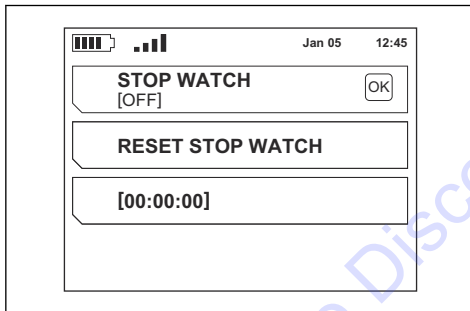 Jan 05 12:45
STOP WATCH
[OFF]
OK
RESET STOP WATCH
[00:00:00]